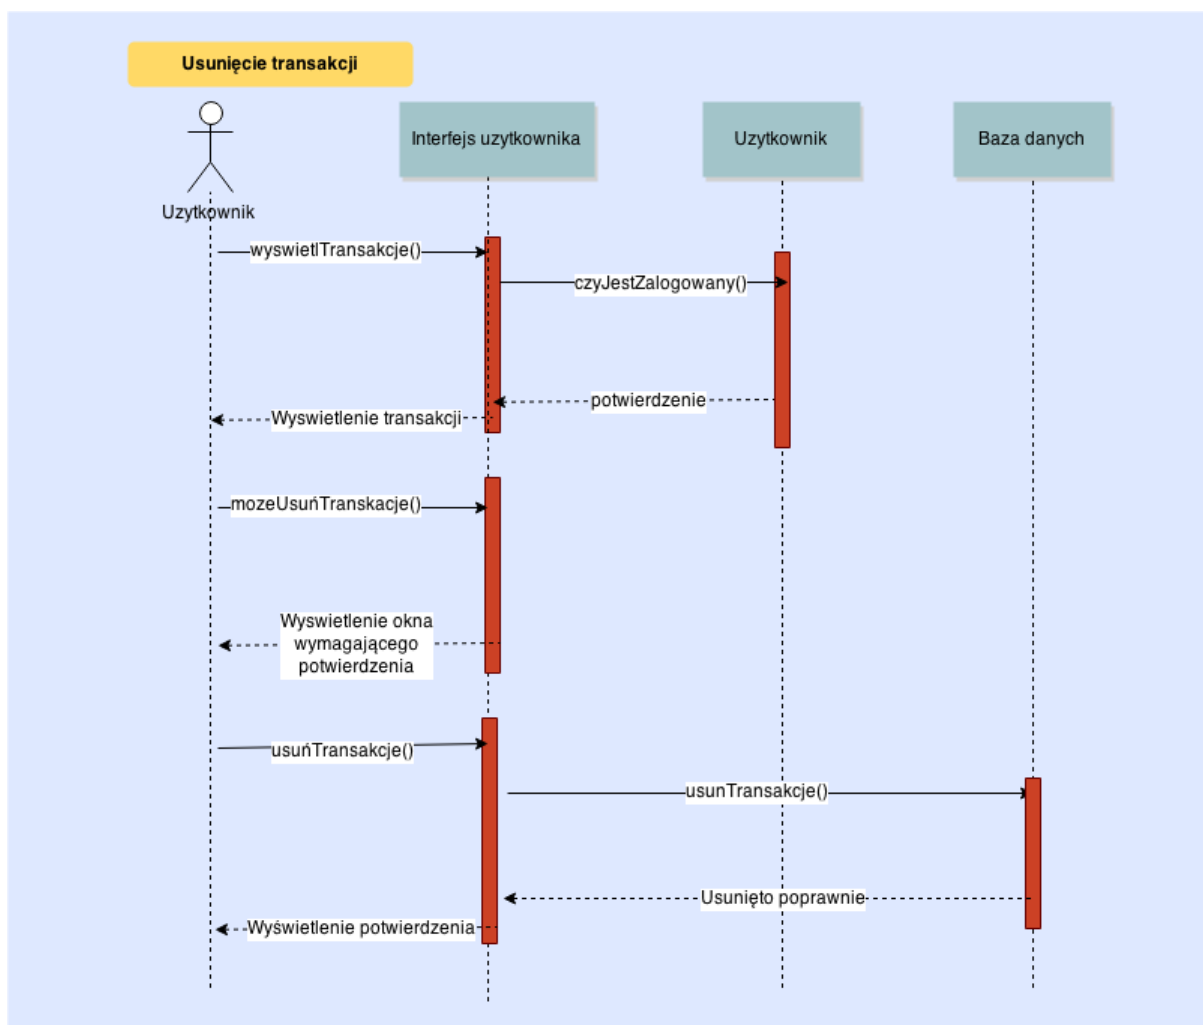 Usunięcie transakcji
Interfejs uzytkownika
Uzytkownik
Baza danych
Uzytkownik
wyswietlTransakcje()
czyJestZalogowany()
potwierdzenie
Wyswietlenie transakcji
mozeUsuńTranskacje()
Wyswietlenie okna
wymagającego
potwierdzenia
usuńTransakcje()
usunTransakcje()
Usunięto poprawnie
Wyświetlenie potwierdzenia